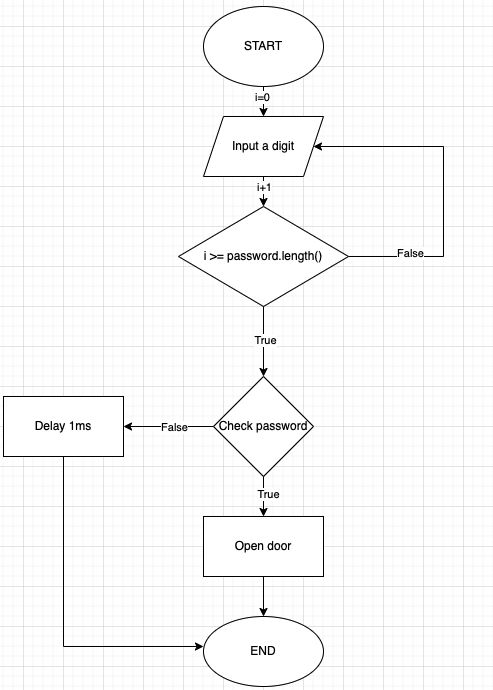 START
i=0
Input a digit
i+1
i >= password.length()
False
True
Check password
False
Delay 1ms
True
Open door
END